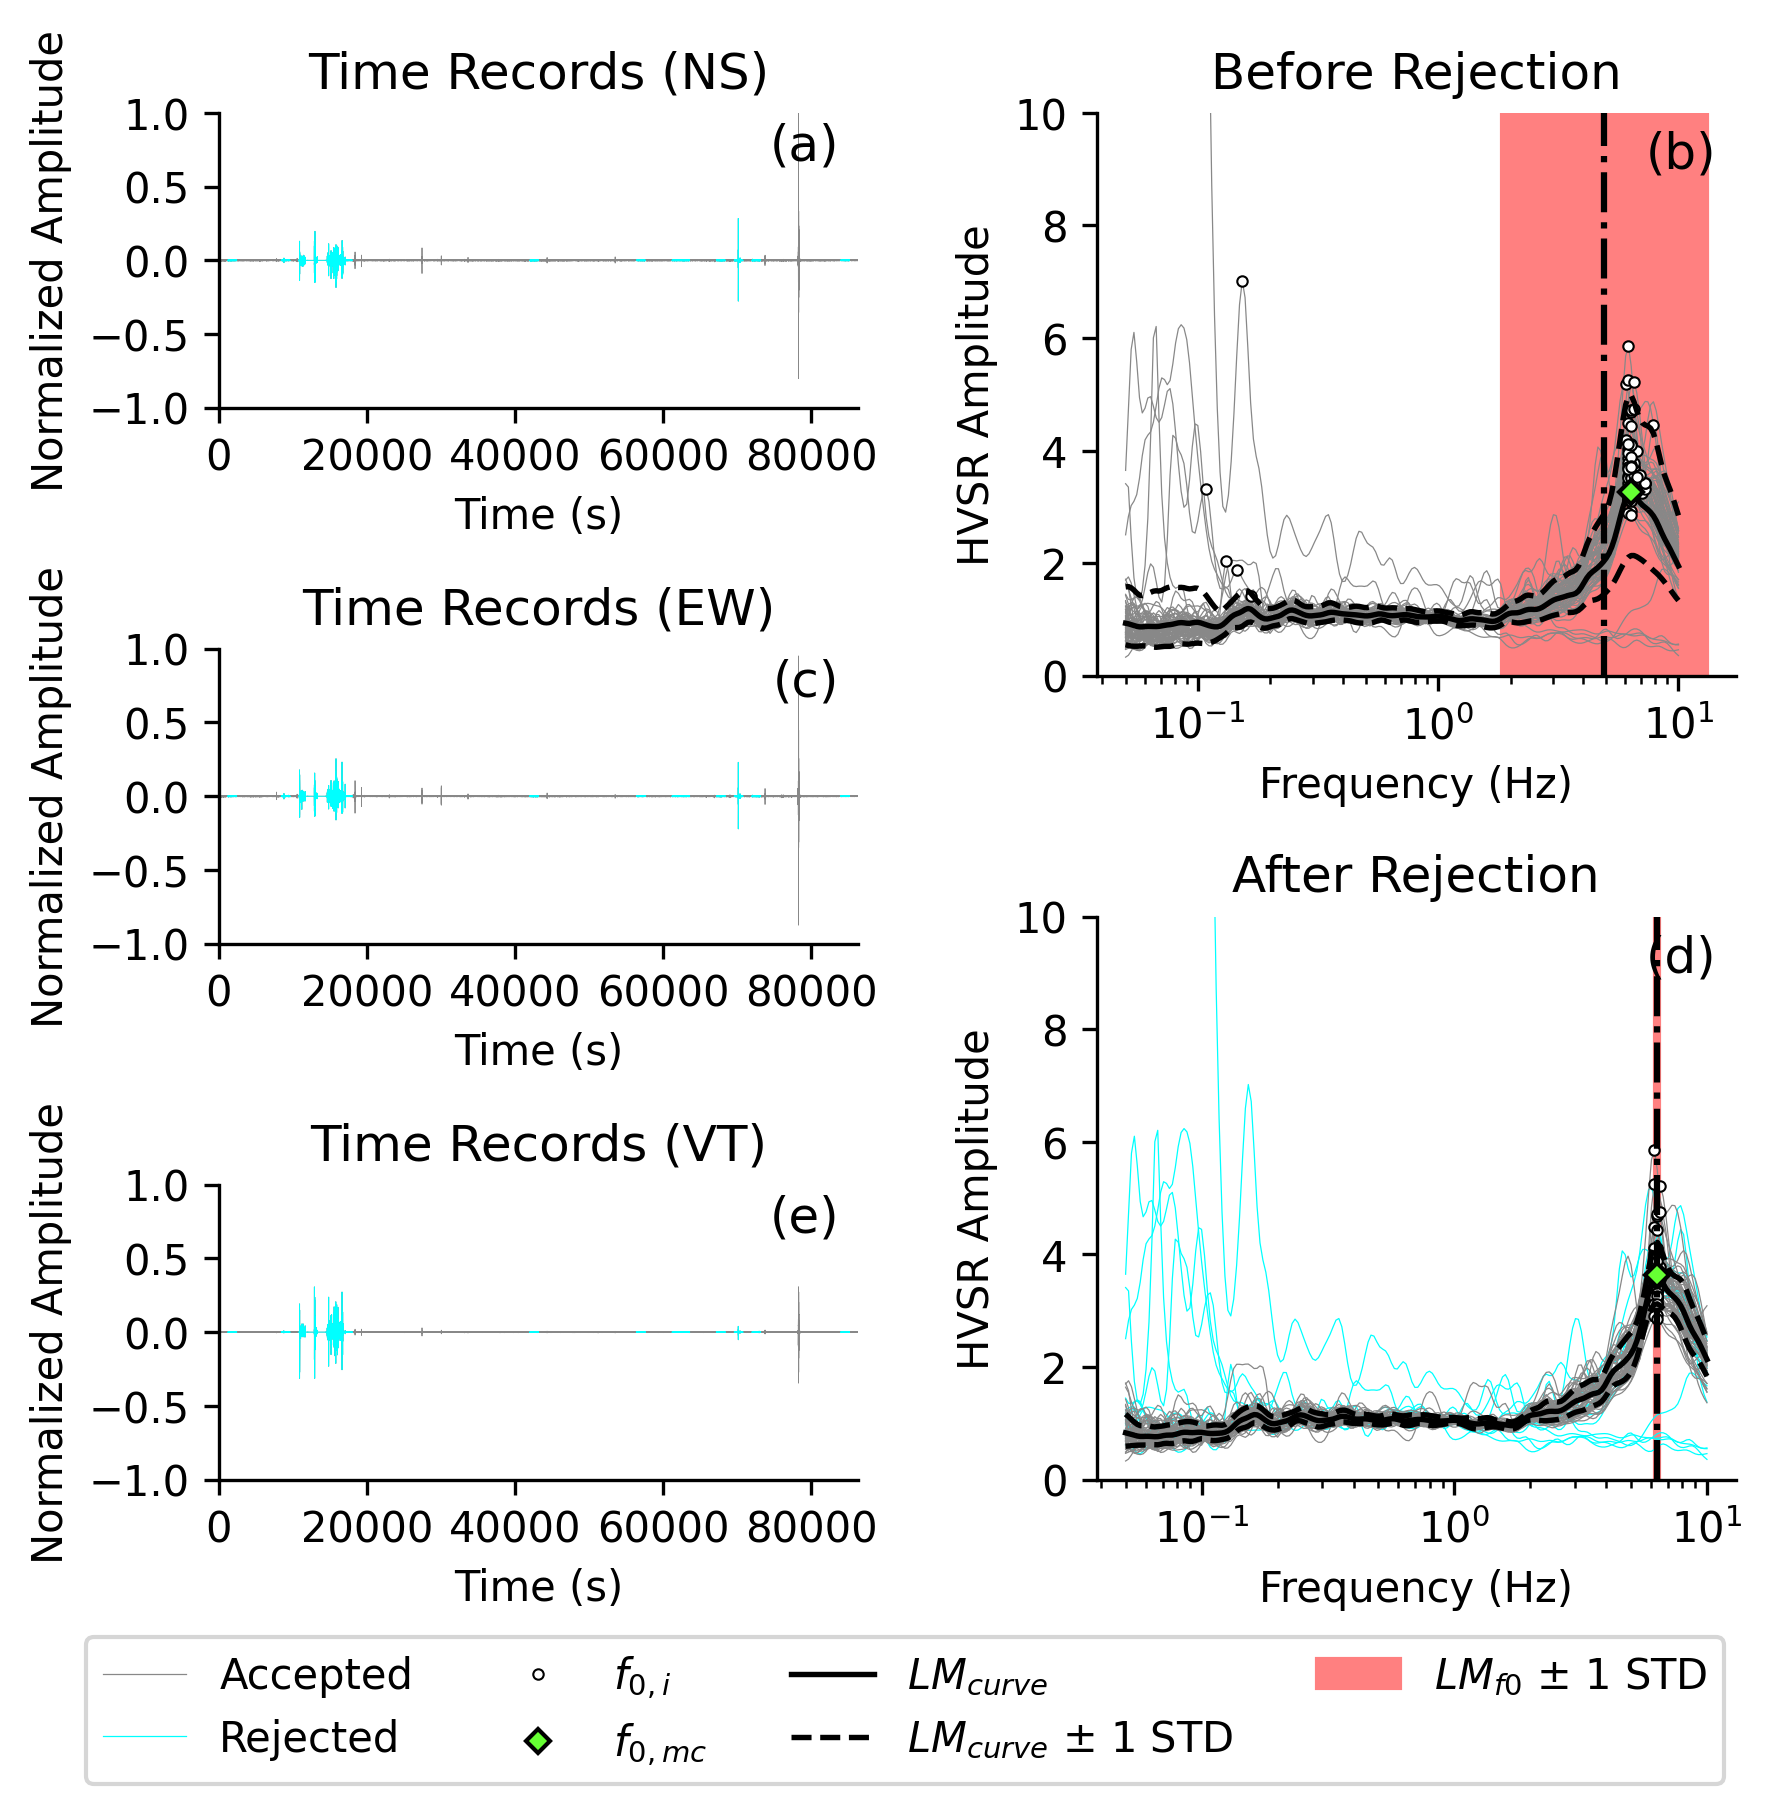 Time Records (NS)
Normalized Amplitude
1.0
0.5
0.0
−0.5
−1.0
(a)
0 20000 40000 60000 80000
Time (s)
Before Rejection
HVSR Amplitude
10
8
6
4
2
0
(b)
10⁻¹ 10⁰ 10¹
Frequency (Hz)
Time Records (EW)
Normalized Amplitude
1.0
0.5
0.0
−0.5
−1.0
(c)
0 20000 40000 60000 80000
Time (s)
After Rejection
HVSR Amplitude
10
8
6
4
2
0
(d)
10⁻¹ 10⁰ 10¹
Frequency (Hz)
Time Records (VT)
Normalized Amplitude
1.0
0.5
0.0
−0.5
−1.0
(e)
0 20000 40000 60000 80000
Time (s)
Accepted
Rejected
f0,i
f0,mc
LMcurve
LMcurve ± 1 STD
LMf0 ± 1 STD